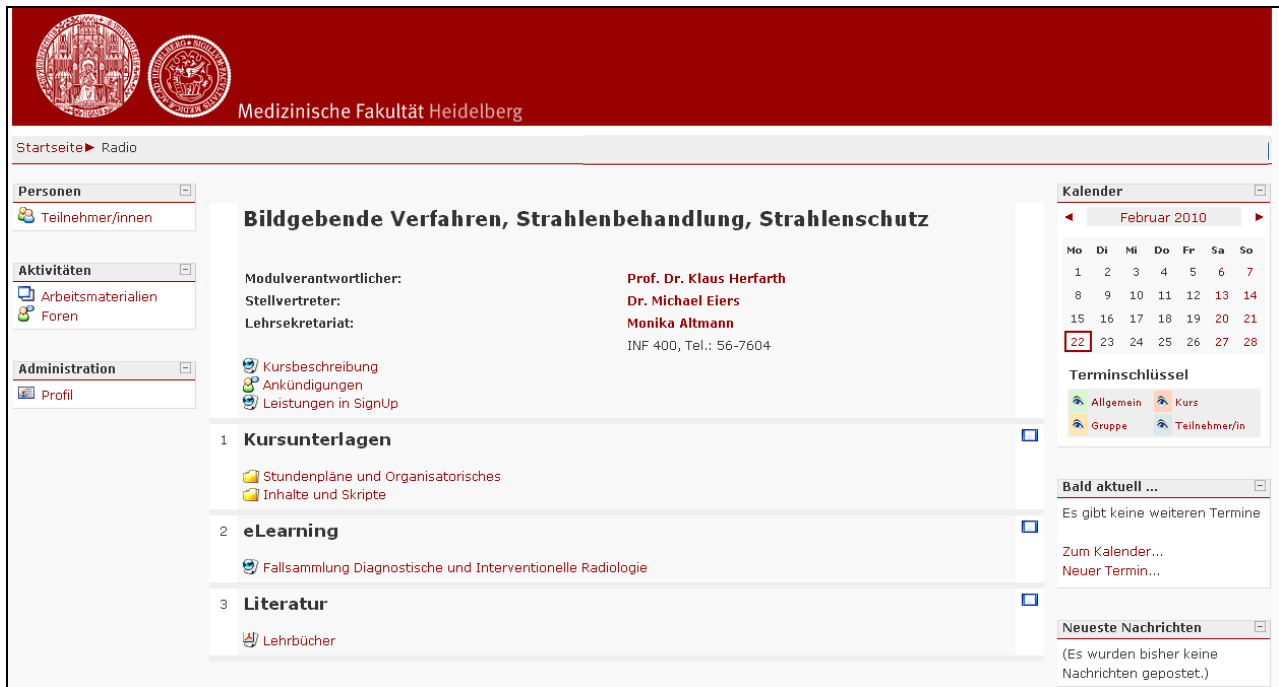 Medizinische Fakultät Heidelberg
Startseite► Radio
Personen
Teilnehmer/innen
Aktivitäten
Arbeitsmaterialien
Foren
Administration
Profil
Bildgebende Verfahren, Strahlenbehandlung, Strahlenschutz
Modulverantwortlicher: Prof. Dr. Klaus Herfarth
Stellvertreter: Dr. Michael Eiers
Lehrsekretariat: Monika Altmann
INF 400, Tel.: 56-7604
Kursbeschreibung
Ankündigungen
Leistungen in SignUp
1 Kursunterlagen
Stundenpläne und Organisatorisches
Inhalte und Skripte
2 eLearning
Fallsammlung Diagnostische und Interventionelle Radiologie
3 Literatur
Lehrbücher
Kalender
◄ Februar 2010 ►
Mo Di Mi Do Fr Sa So
1 2 3 4 5 6 7
8 9 10 11 12 13 14
15 16 17 18 19 20 21
22 23 24 25 26 27 28
Terminschlüssel
Allgemein Kurs
Gruppe Teilnehmer/in
Bald aktuell ...
Es gibt keine weiteren Termine
Zum Kalender...
Neuer Termin...
Neueste Nachrichten
(Es wurden bisher keine
Nachrichten gepostet.)